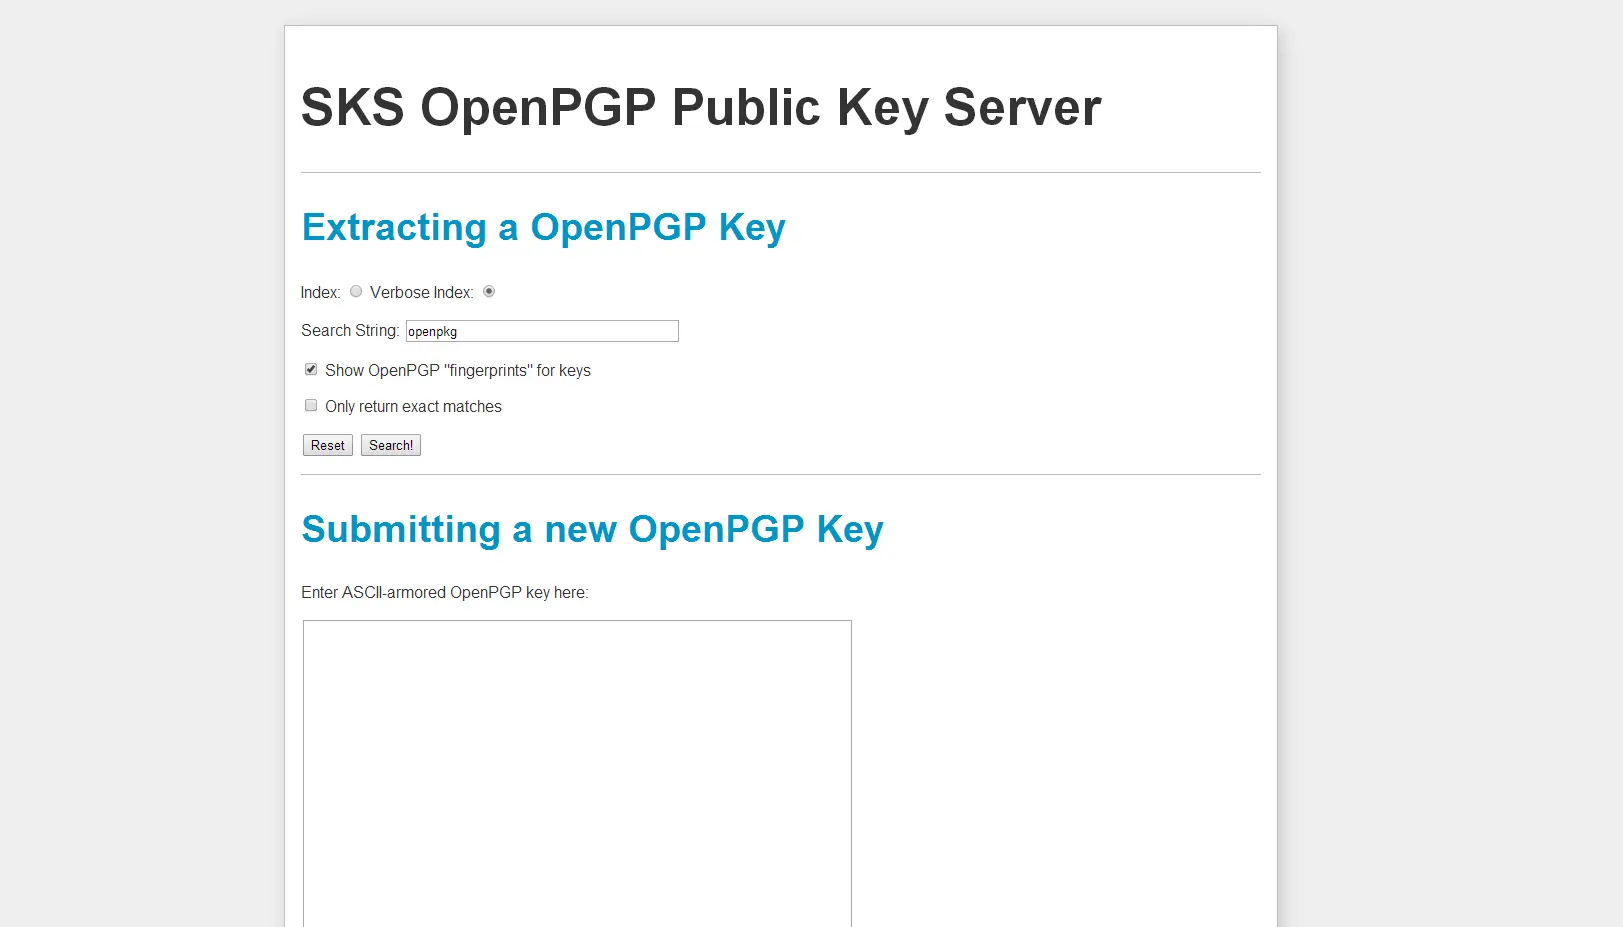 SKS OpenPGP Public Key Server
Extracting a OpenPGP Key
Index: Verbose Index:
Search String: openpkg
Show OpenPGP "fingerprints" for keys
Only return exact matches
Reset Search!
Submitting a new OpenPGP Key
Enter ASCII-armored OpenPGP key here: